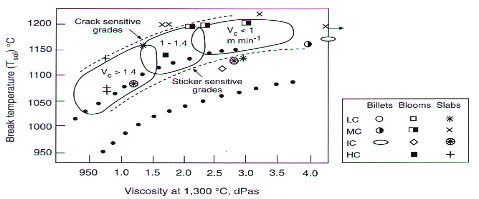 Break temperature (Tsol) °C
1200
1150
1100
1050
1000
950
Crack sensitive
grades
Vc < 1
m min-1
1 - 1.4
Vc > 1.4
Sticker sensitive
grades
950 1.0 1.5 2.0 2.5 3.0 3.5 4.0
Viscosity at 1,300 °C, dPas
Billets Blooms Slabs
LC
MC
IC
HC